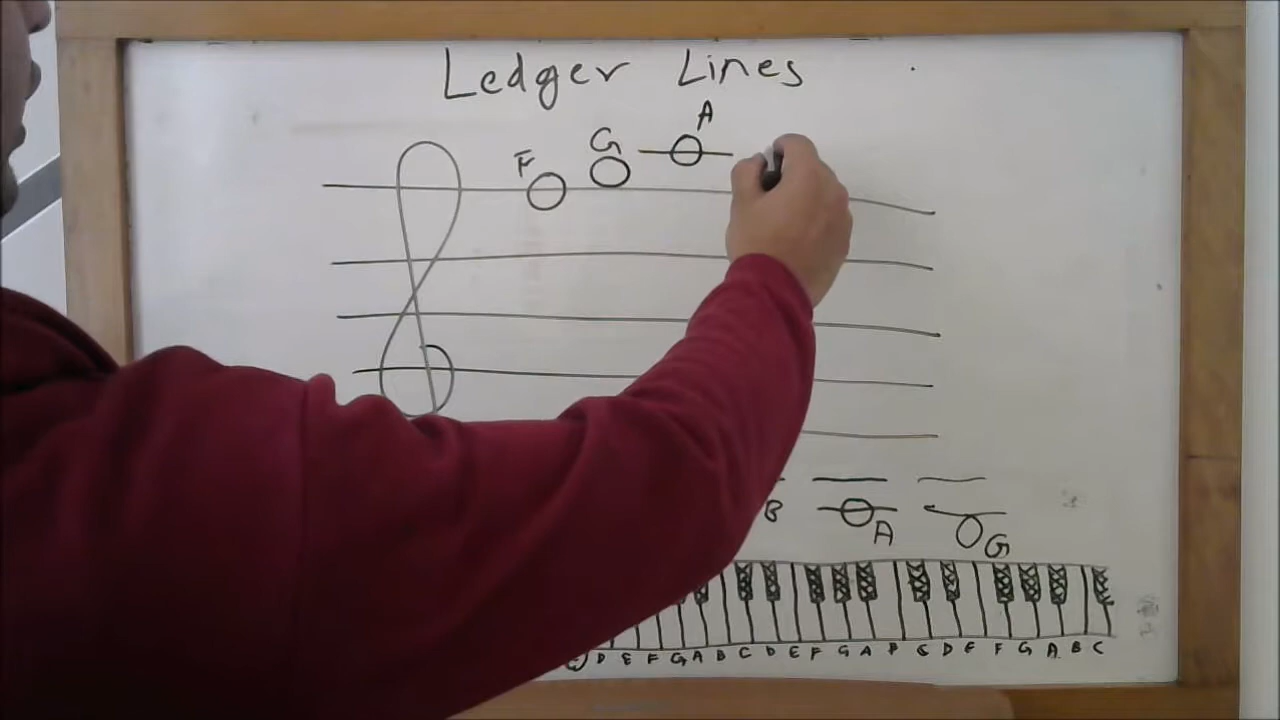 Ledger Lines
A
G
F
B
A
G
D E F G A B C D E F G A B C D E F G A B C